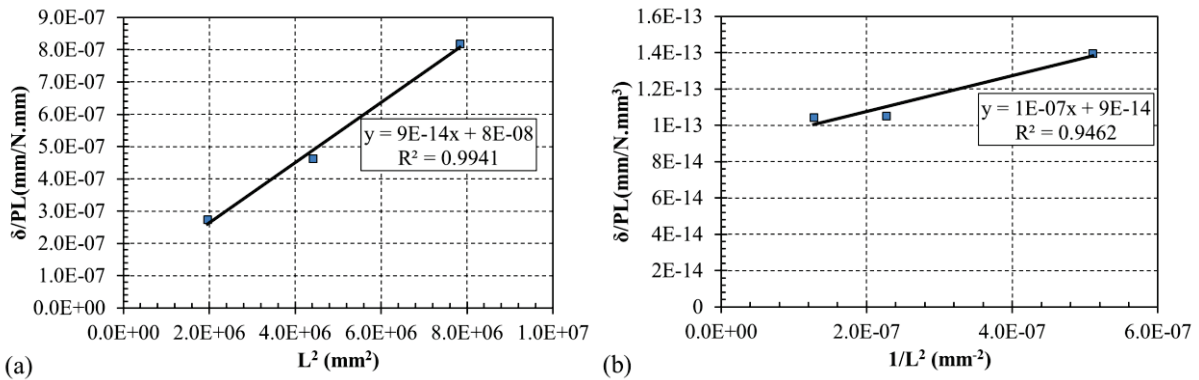 9.0E-07
8.0E-07
7.0E-07
6.0E-07
5.0E-07
4.0E-07
3.0E-07
2.0E-07
1.0E-07
0.0E+00
δ/PL(mm/N.mm)
y = 9E-14x + 8E-08
R² = 0.9941
0.0E+00 2.0E+06 4.0E+06 6.0E+06 8.0E+06 1.0E+07
L² (mm²)
(a)
1.6E-13
1.4E-13
1.2E-13
1E-13
8E-14
6E-14
4E-14
2E-14
0
δ/PL(mm/N.mm³)
y = 1E-07x + 9E-14
R² = 0.9462
0.0E+00 2.0E-07 4.0E-07 6.0E-07
1/L² (mm⁻²)
(b)